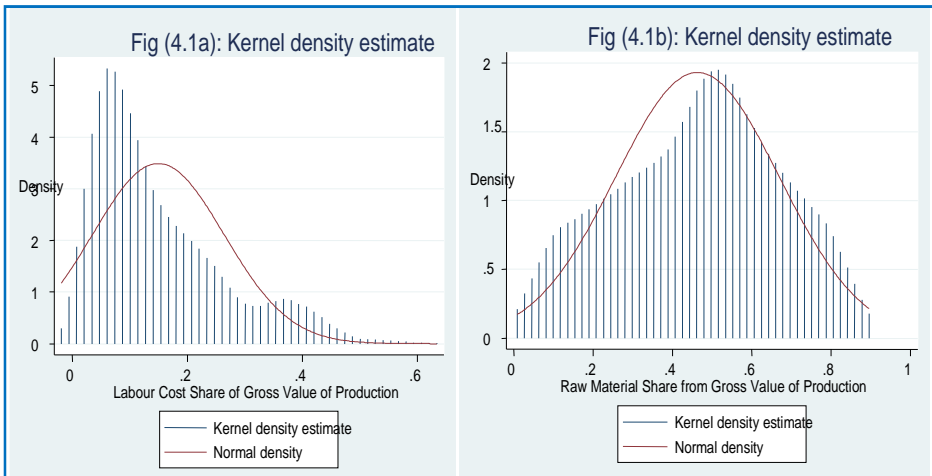 Fig (4.1a): Kernel density estimate
5
4
3
2
1
0
Density
0 .2 .4 .6
Labour Cost Share of Gross Value of Production
Kernel density estimate
Normal density
Fig (4.1b): Kernel density estimate
2
1.5
1
.5
0
Density
0 .2 .4 .6 .8 1
Raw Material Share from Gross Value of Production
Kernel density estimate
Normal density